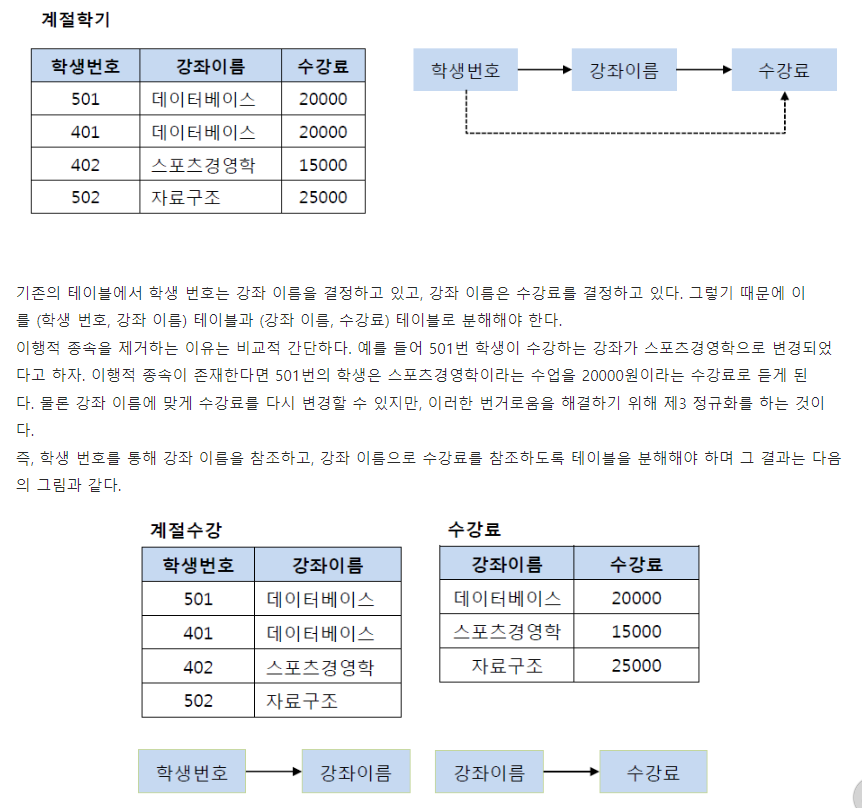 계절학기
학생번호 강좌이름 수강료
501 데이터베이스 20000
401 데이터베이스 20000
402 스포츠경영학 15000
502 자료구조 25000
학생번호 강좌이름 수강료
기존의 테이블에서 학생 번호는 강좌 이름을 결정하고 있고, 강좌 이름은 수강료를 결정하고 있다. 그렇기 때문에 이
를 (학생 번호, 강좌 이름) 테이블과 (강좌 이름, 수강료) 테이블로 분해해야 한다.
이행적 종속을 제거하는 이유는 비교적 간단하다. 예를 들어 501번 학생이 수강하는 강좌가 스포츠경영학으로 변경되었
다고 하자. 이행적 종속이 존재한다면 501번의 학생은 스포츠경영학이라는 수업을 20000원이라는 수강료로 듣게 된
다. 물론 강좌 이름에 맞게 수강료를 다시 변경할 수 있지만, 이러한 번거로움을 해결하기 위해 제3 정규화를 하는 것이
다.
즉, 학생 번호를 통해 강좌 이름을 참조하고, 강좌 이름으로 수강료를 참조하도록 테이블을 분해해야 하며 그 결과는 다음
의 그림과 같다.
계절수강
학생번호 강좌이름
501 데이터베이스
401 데이터베이스
402 스포츠경영학
502 자료구조
수강료
강좌이름 수강료
데이터베이스 20000
스포츠경영학 15000
자료구조 25000
학생번호 강좌이름
강좌이름 수강료